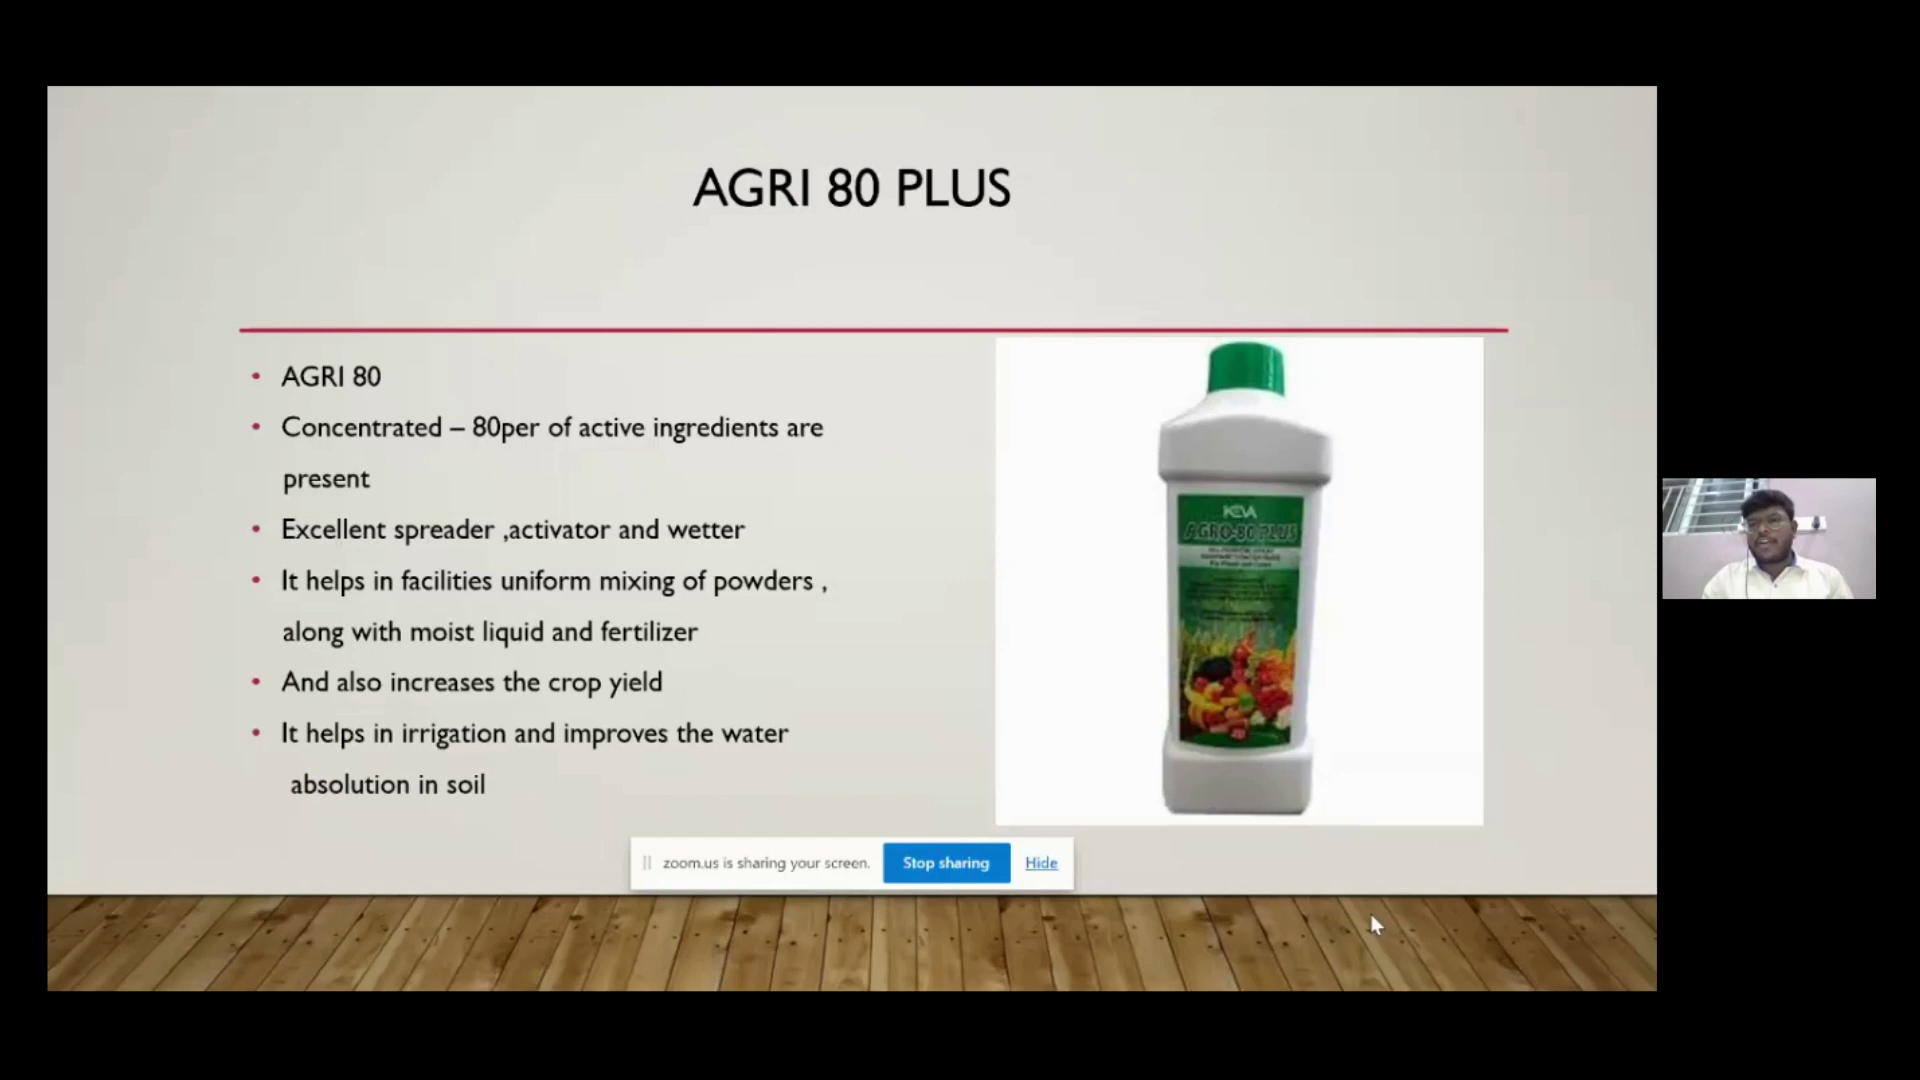 AGRI 80 PLUS
• AGRI 80
• Concentrated – 80per of active ingredients are
present
• Excellent spreader ,activator and wetter
• It helps in facilities uniform mixing of powders ,
along with moist liquid and fertilizer
• And also increases the crop yield
• It helps in irrigation and improves the water
absolution in soil
KEVA
AGRO-80 PLUS
zoom.us is sharing your screen. Stop sharing Hide